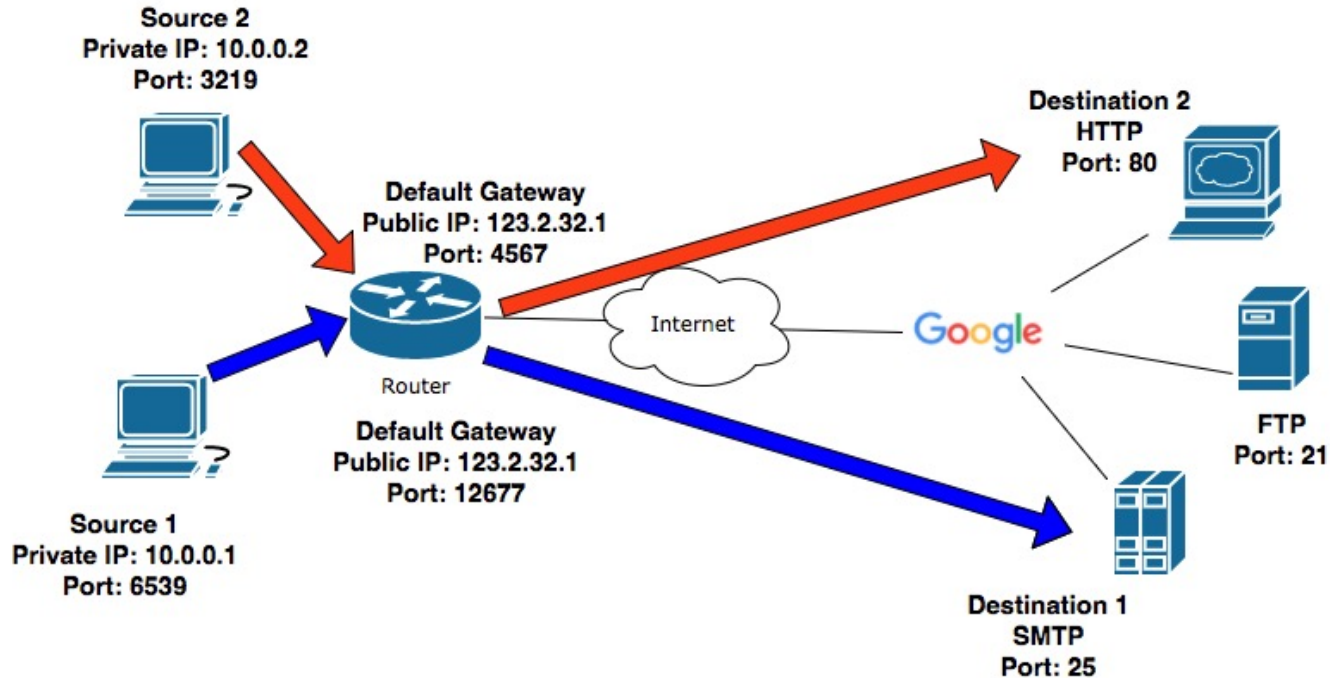 Source 2
Private IP: 10.0.0.2
Port: 3219
Destination 2
HTTP
Port: 80
Default Gateway
Public IP: 123.2.32.1
Port: 4567
Internet
Google
Router
FTP
Port: 21
Default Gateway
Public IP: 123.2.32.1
Port: 12677
Source 1
Private IP: 10.0.0.1
Port: 6539
Destination 1
SMTP
Port: 25